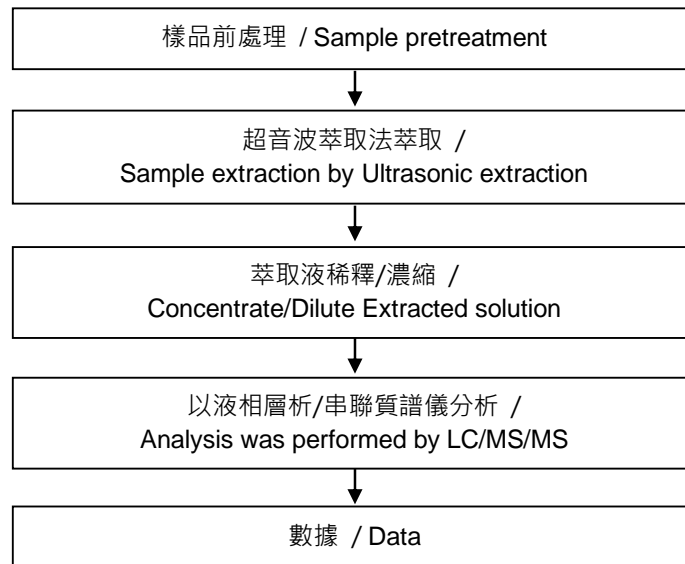 樣品前處理 / Sample pretreatment
超音波萃取法萃取 /
Sample extraction by Ultrasonic extraction
萃取液稀釋/濃縮 /
Concentrate/Dilute Extracted solution
以液相層析/串聯質譜儀分析 /
Analysis was performed by LC/MS/MS
數據 / Data